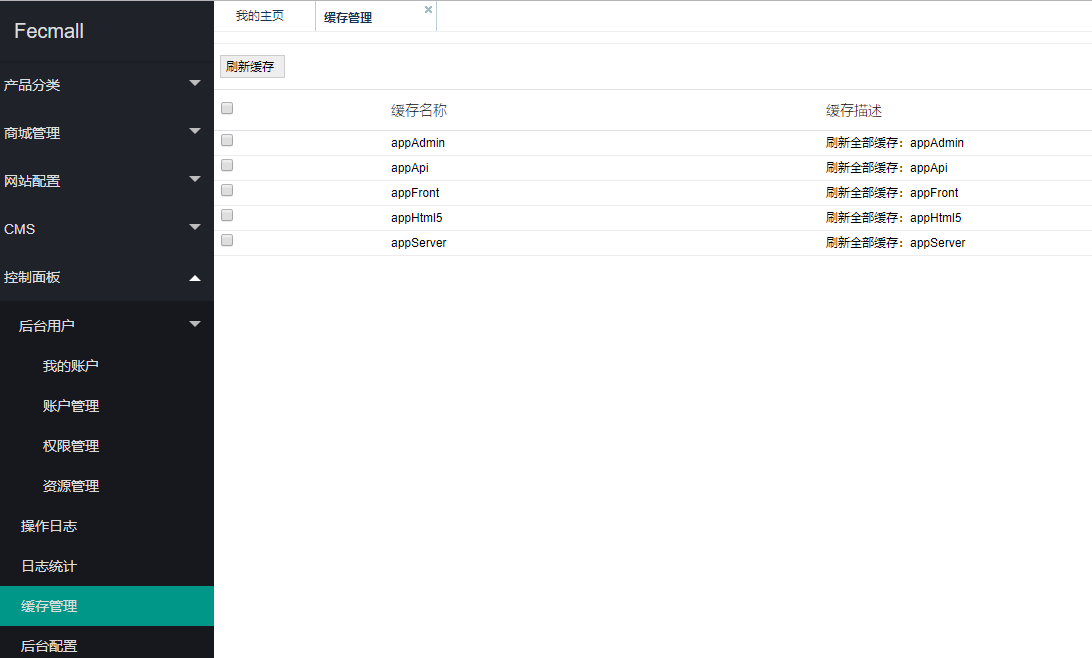 Fecmall
产品分类
商城管理
网站配置
CMS
控制面板
后台用户
我的账户
账户管理
权限管理
资源管理
操作日志
日志统计
缓存管理
后台配置
我的主页 缓存管理
刷新缓存
缓存名称 缓存描述
appAdmin 刷新全部缓存：appAdmin
appApi 刷新全部缓存：appApi
appFront 刷新全部缓存：appFront
appHtml5 刷新全部缓存：appHtml5
appServer 刷新全部缓存：appServer